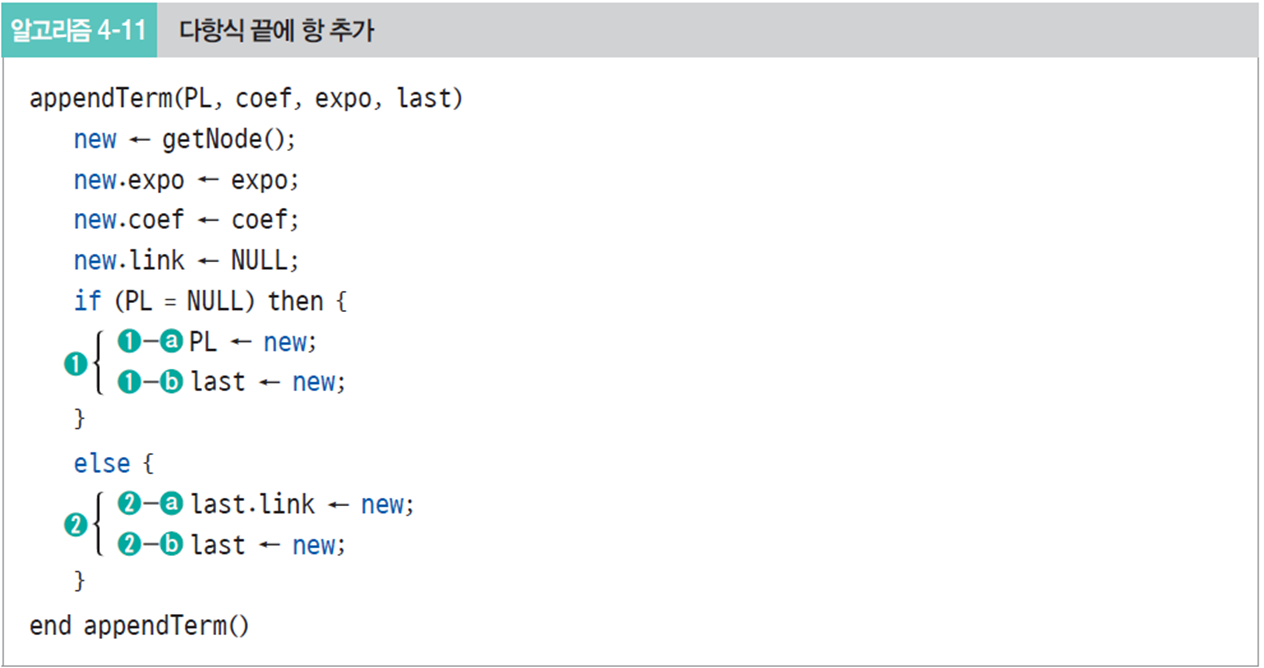 알고리즘 4-11 다항식 끝에 항 추가
appendTerm(PL, coef, expo, last)
new ← getNode();
new.expo ← expo;
new.coef ← coef;
new.link ← NULL;
if (PL = NULL) then {
❶-ⓐ PL ← new;
❶
❶-ⓑ last ← new;
}
else {
❷-ⓐ last.link ← new;
❷
❷-ⓑ last ← new;
}
end appendTerm()